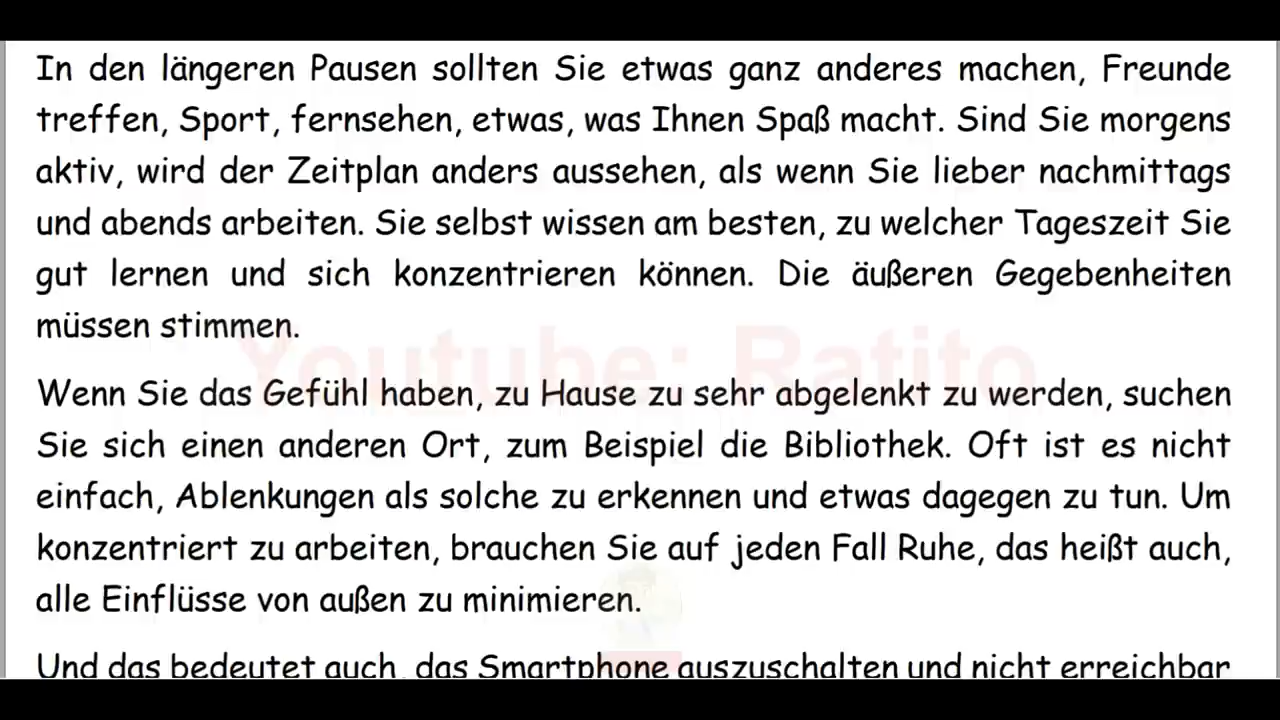 In den längeren Pausen sollten Sie etwas ganz anderes machen, Freunde
treffen, Sport, fernsehen, etwas, was Ihnen Spaß macht. Sind Sie morgens
aktiv, wird der Zeitplan anders aussehen, als wenn Sie lieber nachmittags
und abends arbeiten. Sie selbst wissen am besten, zu welcher Tageszeit Sie
gut lernen und sich konzentrieren können. Die äußeren Gegebenheiten
müssen stimmen.
Youtube: Ratito
Wenn Sie das Gefühl haben, zu Hause zu sehr abgelenkt zu werden, suchen
Sie sich einen anderen Ort, zum Beispiel die Bibliothek. Oft ist es nicht
einfach, Ablenkungen als solche zu erkennen und etwas dagegen zu tun. Um
konzentriert zu arbeiten, brauchen Sie auf jeden Fall Ruhe, das heißt auch,
alle Einflüsse von außen zu minimieren.
Und das bedeutet auch, das Smartphone auszuschalten und nicht erreichbar